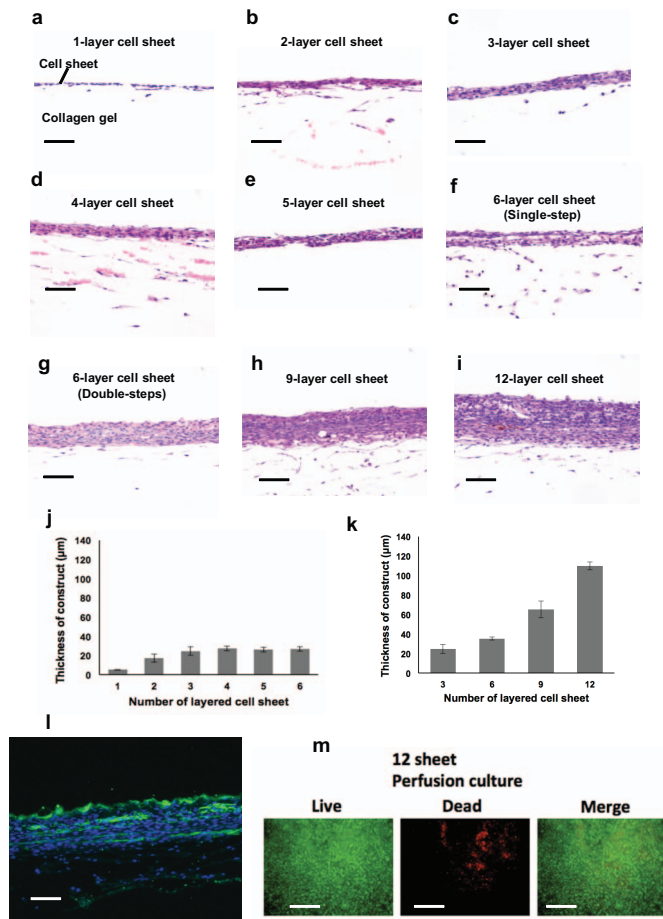 a
1-layer cell sheet
Cell sheet
Collagen gel
b
2-layer cell sheet
c
3-layer cell sheet
d
4-layer cell sheet
e
5-layer cell sheet
f
6-layer cell sheet
(Single-step)
g
6-layer cell sheet
(Double-steps)
h
9-layer cell sheet
i
12-layer cell sheet
j
Thickness of construct (μm)
140
120
100
80
60
40
20
0
1 2 3 4 5 6
Number of layered cell sheet
k
Thickness of construct (μm)
140
120
100
80
60
40
20
0
3 6 9 12
Number of layered cell sheet
l
m
12 sheet
Perfusion culture
Live Dead Merge